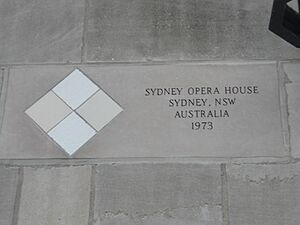 SYDNEY OPERA HOUSE
SYDNEY, NSW
AUSTRALIA
1973